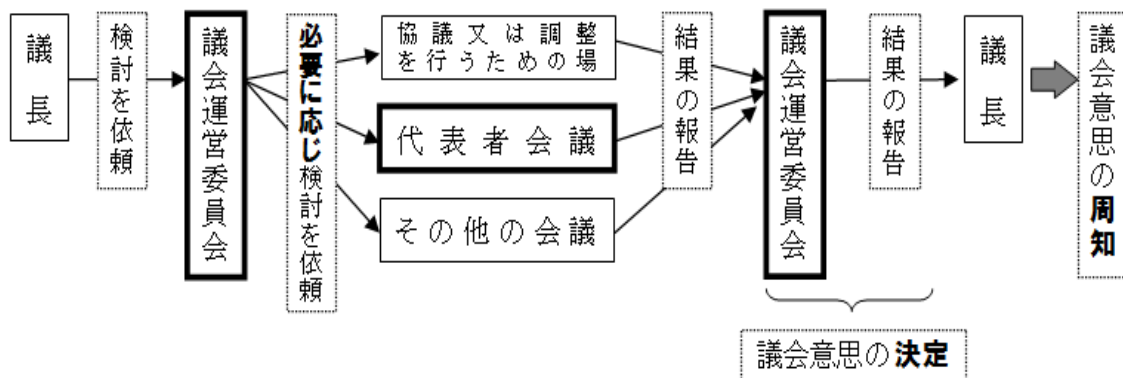 議長
検討を依頼
議会運営委員会
必要に応じ検討を依頼
協議又は調整
を行うための場
代表者会議
その他の会議
結果の報告
議会運営委員会
結果の報告
議長
議会意思の周知
議会意思の決定